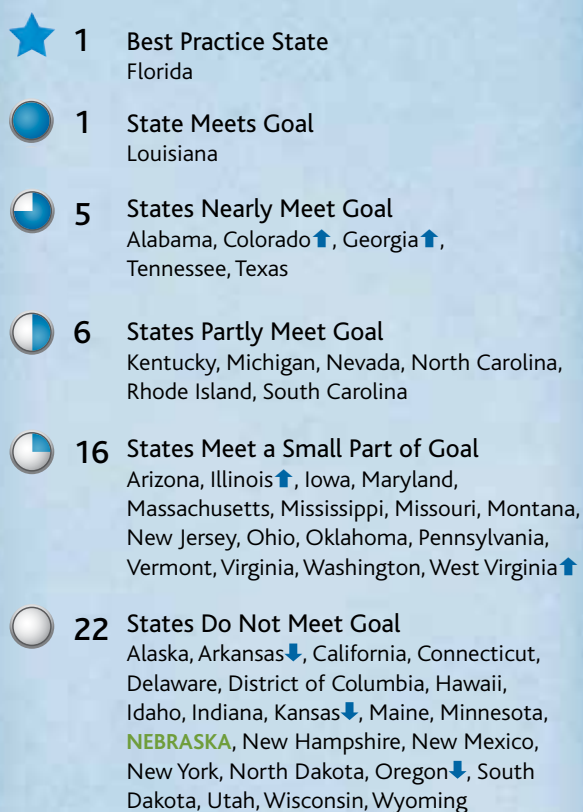 1 Best Practice State
Florida
1 State Meets Goal
Louisiana
5 States Nearly Meet Goal
Alabama, Colorado⬆, Georgia⬆,
Tennessee, Texas
6 States Partly Meet Goal
Kentucky, Michigan, Nevada, North Carolina,
Rhode Island, South Carolina
16 States Meet a Small Part of Goal
Arizona, Illinois⬆, Iowa, Maryland,
Massachusetts, Mississippi, Missouri, Montana,
New Jersey, Ohio, Oklahoma, Pennsylvania,
Vermont, Virginia, Washington, West Virginia⬆
22 States Do Not Meet Goal
Alaska, Arkansas⬇, California, Connecticut,
Delaware, District of Columbia, Hawaii,
Idaho, Indiana, Kansas⬇, Maine, Minnesota,
NEBRASKA, New Hampshire, New Mexico,
New York, North Dakota, Oregon⬇, South
Dakota, Utah, Wisconsin, Wyoming